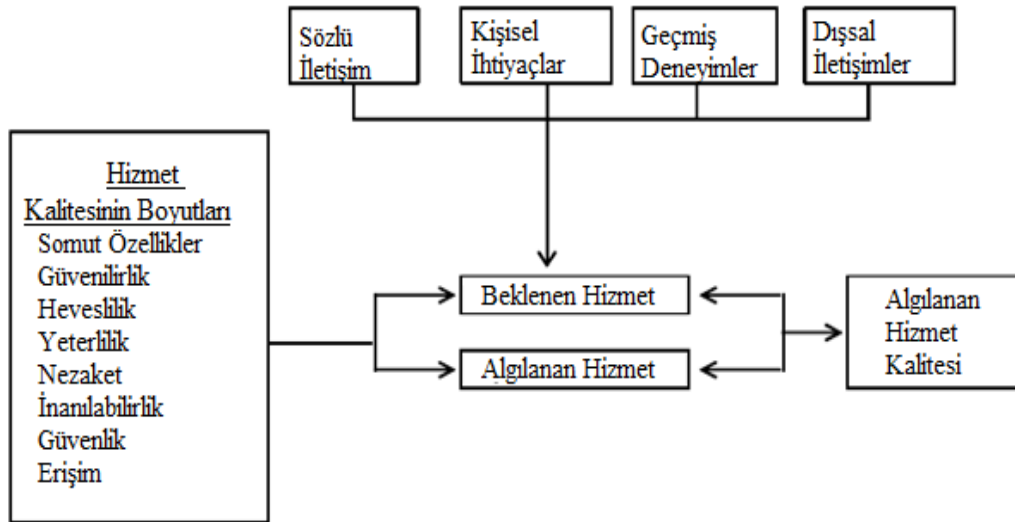 Sözlü
İletişim
Kişisel
İhtiyaçlar
Geçmiş
Deneyimler
Dışsal
İletişimler
Hizmet
Kalitesinin Boyutları
Somut Özellikler
Güvenilirlik
Heveslilik
Yeterlilik
Nezaket
İnanılabilirlik
Güvenlik
Erişim
Beklenen Hizmet
Algılanan Hizmet
Algılanan
Hizmet
Kalitesi